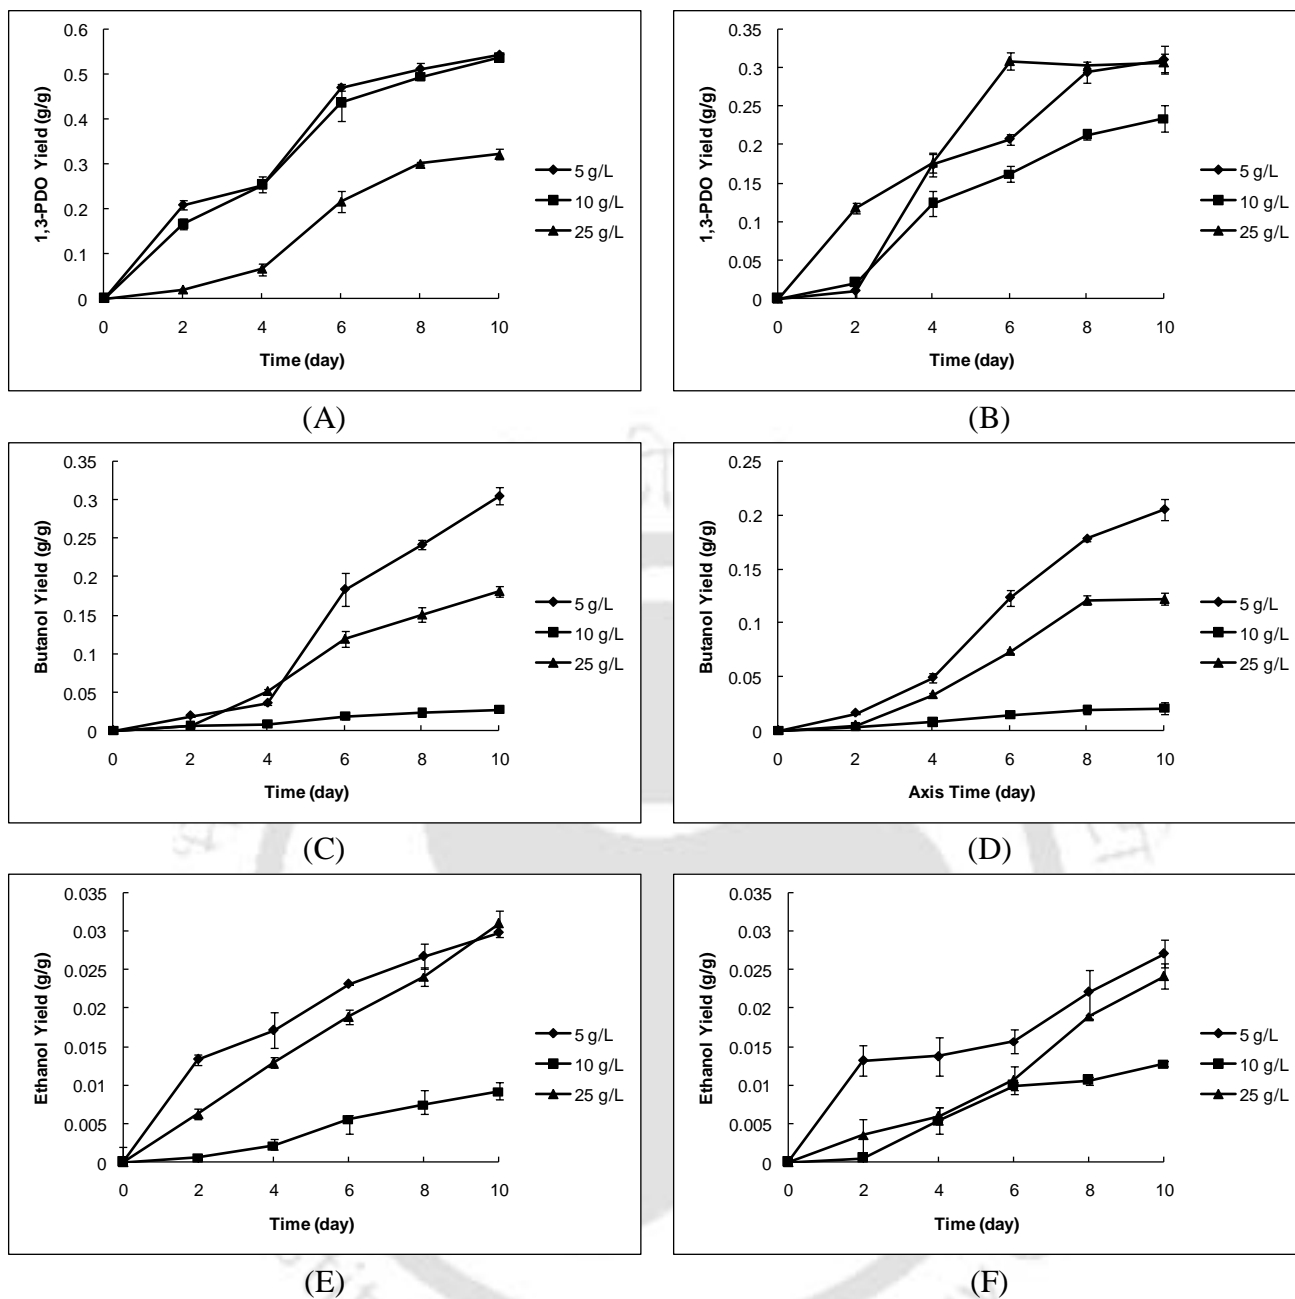 0.6
0.5
0.4
0.3
0.2
0.1
0
1,3-PDO Yield (g/g)
0 2 4 6 8 10
Time (day)
5 g/L
10 g/L
25 g/L
(A)
0.35
0.3
0.25
0.2
0.15
0.1
0.05
0
1,3-PDO Yield (g/g)
0 2 4 6 8 10
Time (day)
5 g/L
10 g/L
25 g/L
(B)
0.35
0.3
0.25
0.2
0.15
0.1
0.05
0
Butanol Yield (g/g)
0 2 4 6 8 10
Time (day)
5 g/L
10 g/L
25 g/L
(C)
0.25
0.2
0.15
0.1
0.05
0
Butanol Yield (g/g)
0 2 4 6 8 10
Axis Time (day)
5 g/L
10 g/L
25 g/L
(D)
0.035
0.03
0.025
0.02
0.015
0.01
0.005
0
Ethanol Yield (g/g)
0 2 4 6 8 10
Time (day)
5 g/L
10 g/L
25 g/L
(E)
0.035
0.03
0.025
0.02
0.015
0.01
0.005
0
Ethanol Yield (g/g)
0 2 4 6 8 10
Time (day)
5 g/L
10 g/L
25 g/L
(F)